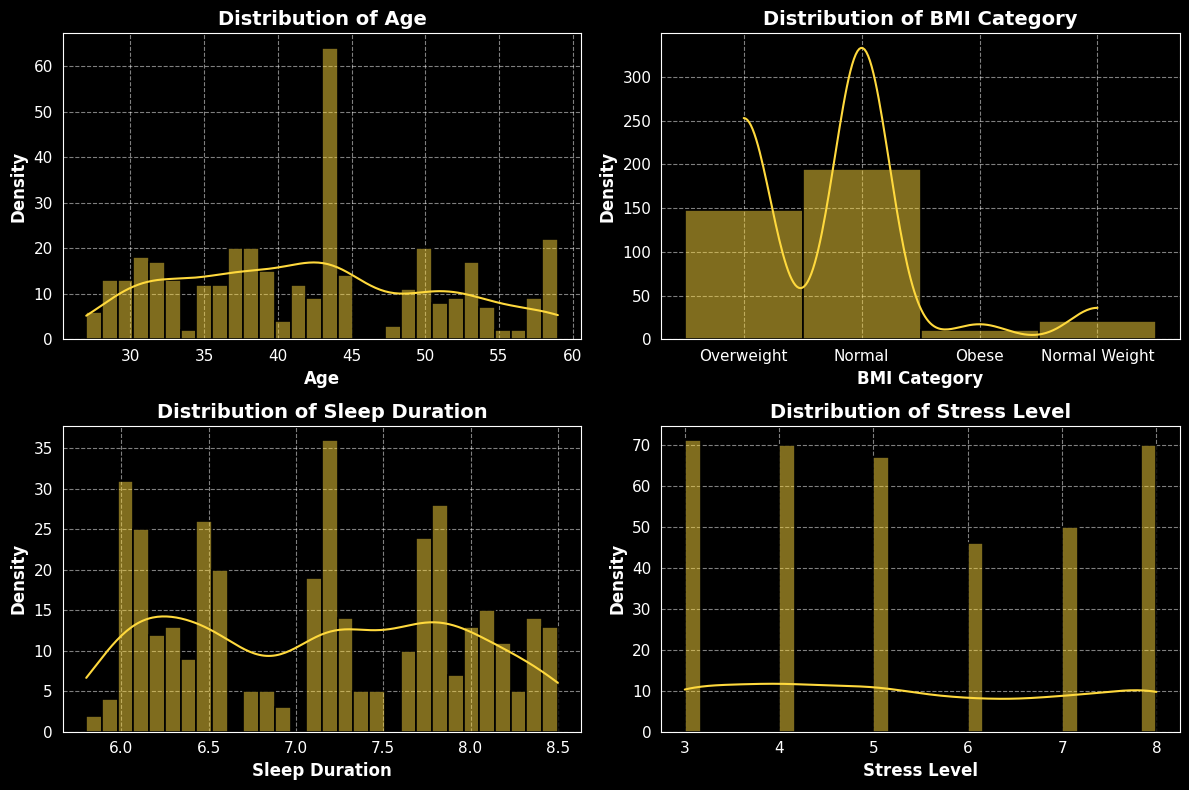 Distribution of Age
Density
60
50
40
30
20
10
0
30 35 40 45 50 55 60
Age
Distribution of BMI Category
Density
300
250
200
150
100
50
0
Overweight Normal Obese Normal Weight
BMI Category
Distribution of Sleep Duration
Density
35
30
25
20
15
10
5
0
6.0 6.5 7.0 7.5 8.0 8.5
Sleep Duration
Distribution of Stress Level
Density
70
60
50
40
30
20
10
0
3 4 5 6 7 8
Stress Level